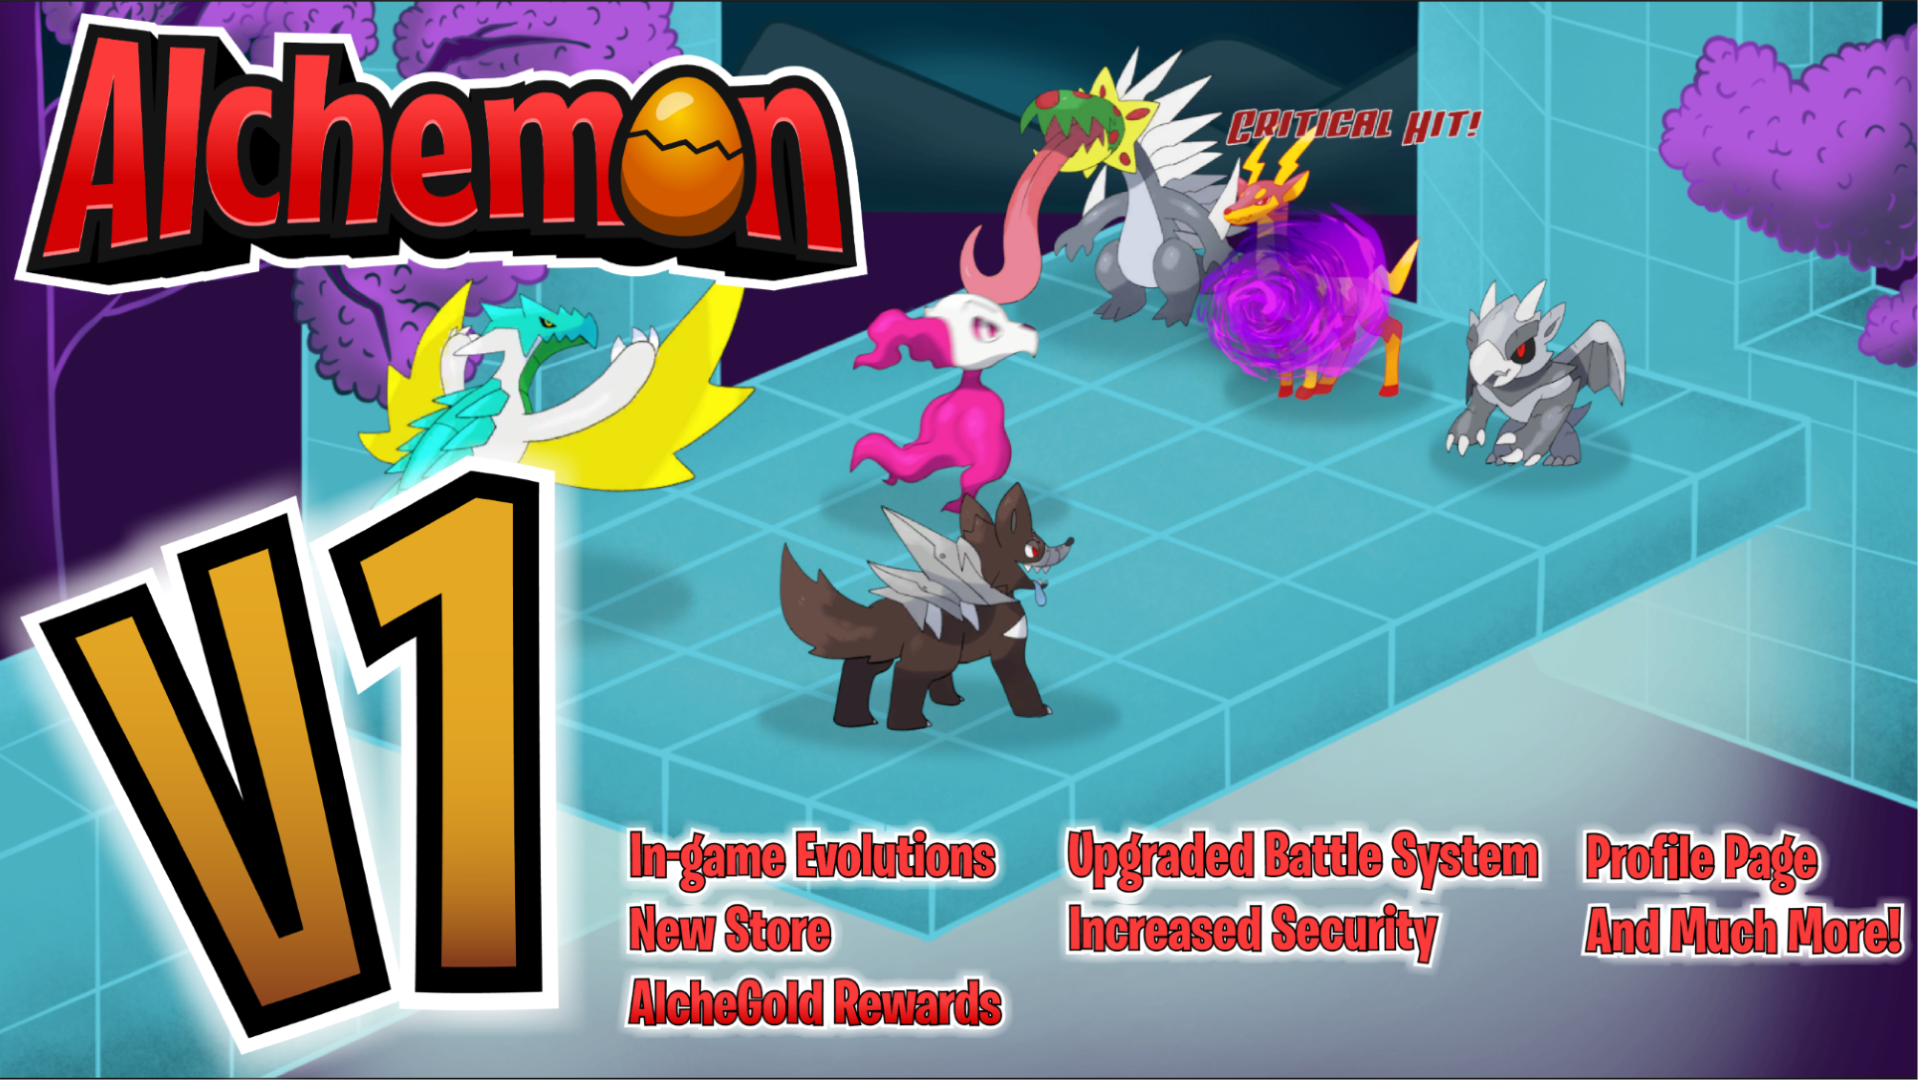 Alchemon
CRITICAL HIT!
V1
In-game Evolutions
New Store
AlcheGold Rewards
Upgraded Battle System
Increased Security
Profile Page
And Much More!